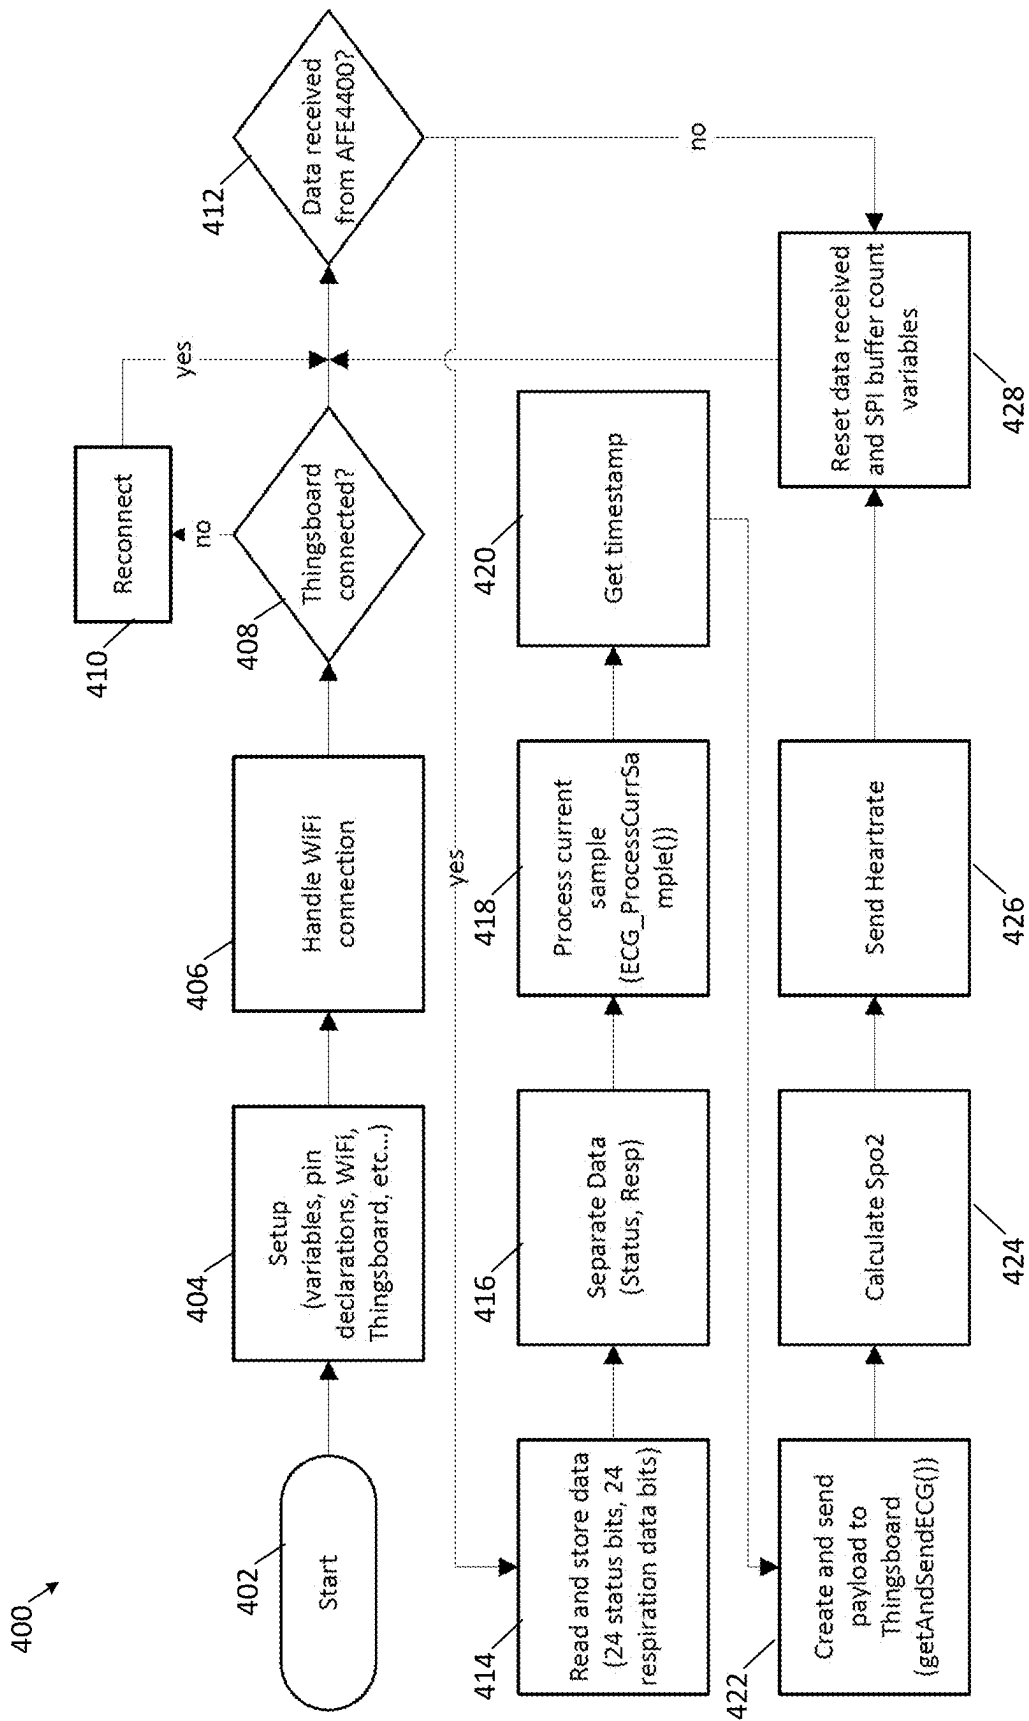 400
402
Start
404
Setup
(variables, pin
declarations, WiFi,
Thingsboard, etc...)
406
Handle WiFi
connection
408
Thingsboard
connected?
no
410
Reconnect
yes
412
Data received
from AFE4400?
yes
no
414
Read and store data
(24 status bits, 24
respiration data bits)
416
Separate Data
(Status, Resp)
418
Process current
sample
(ECG_ProcessCurrSa
mple())
420
Get timestamp
422
Create and send
payload to
Thingsboard
(getAndSendECG())
424
Calculate Spo2
426
Send Heartrate
428
Reset data received
and SPI buffer count
variables